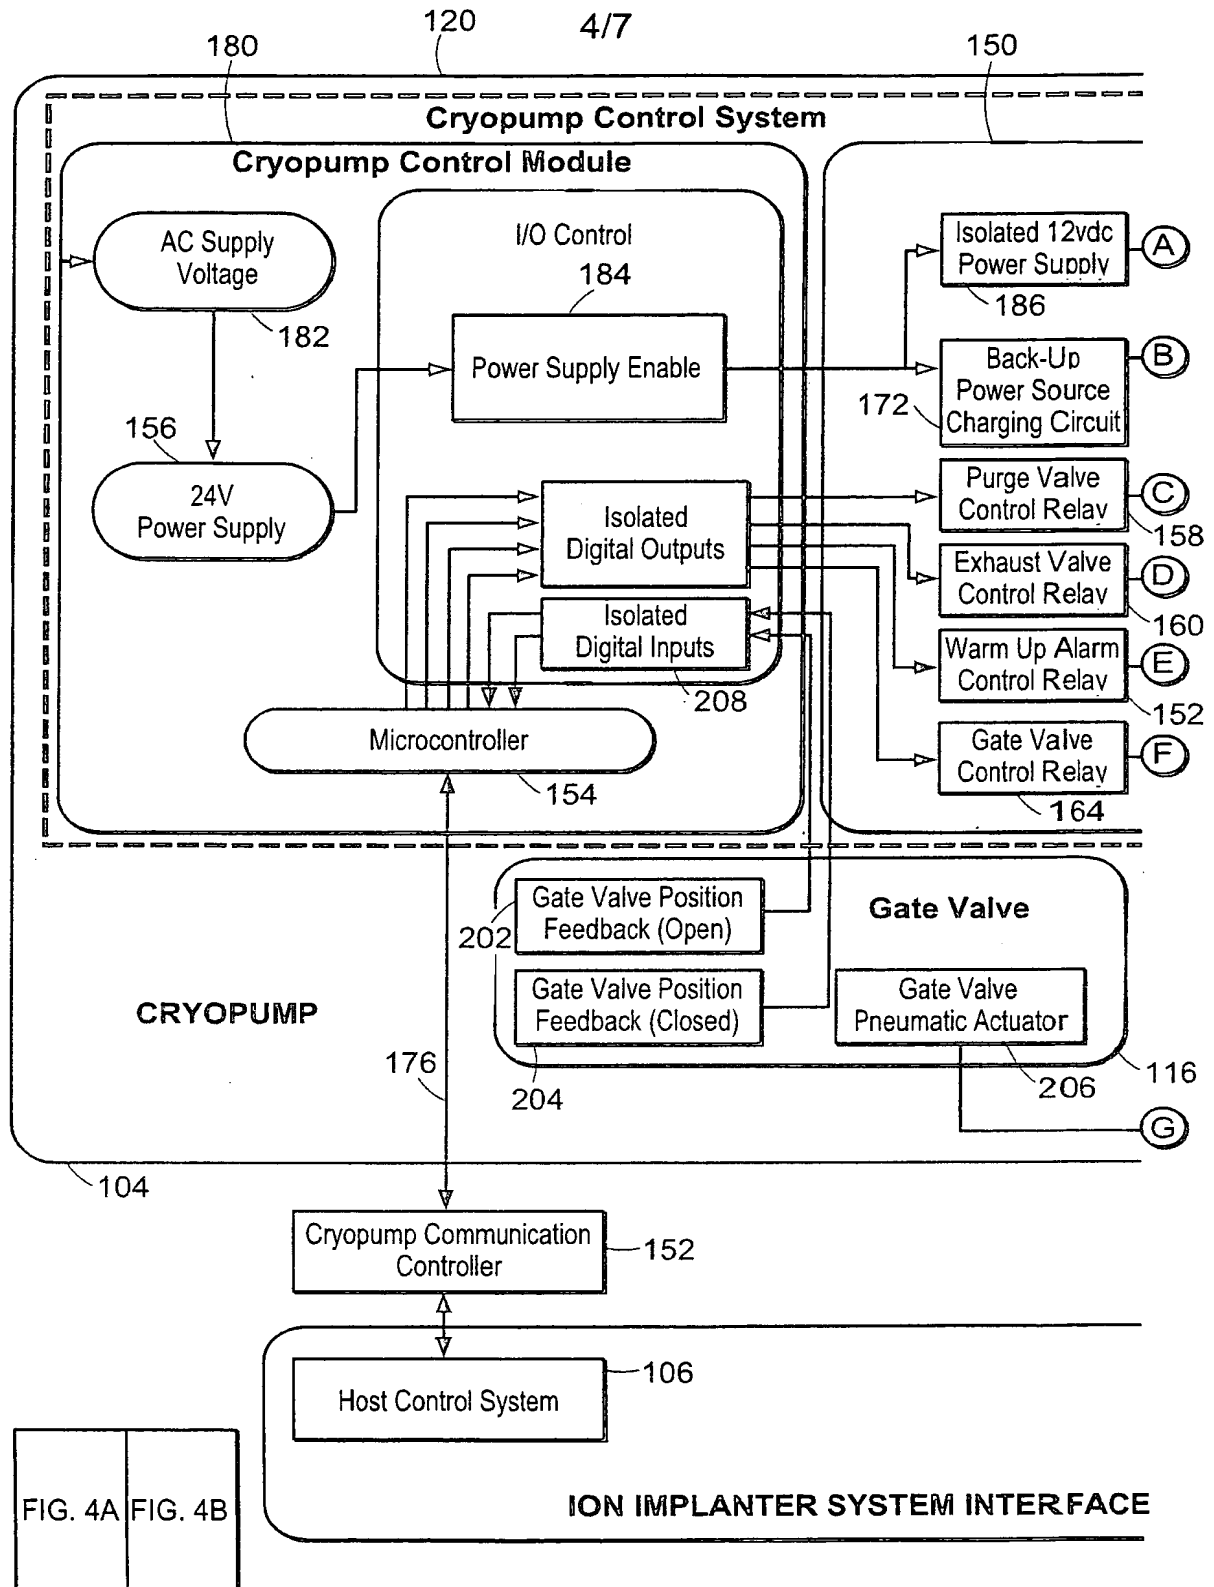 120
4/7
180
150
Cryopump Control System
Cryopump Control Module
AC Supply
Voltage
182
I/O Control
184
Power Supply Enable
Isolated 12vdc
Power Supply
186
A
Back-Up
Power Source
Charging Circuit
172
B
156
24V
Power Supply
Isolated
Digital Outputs
Purge Valve
Control Relay
158
C
Exhaust Valve
Control Relay
160
D
Isolated
Digital Inputs
208
Warm Up Alarm
Control Relay
152
E
Microcontroller
154
Gate Valve
Control Relay
164
F
Gate Valve Position
Feedback (Open)
202
Gate Valve
CRYOPUMP
Gate Valve Position
Feedback (Closed)
204
Gate Valve
Pneumatic Actuator
206
116
176
G
104
Cryopump Communication
Controller
152
Host Control System
106
FIG. 4A
FIG. 4B
ION IMPLANTER SYSTEM INTERFACE